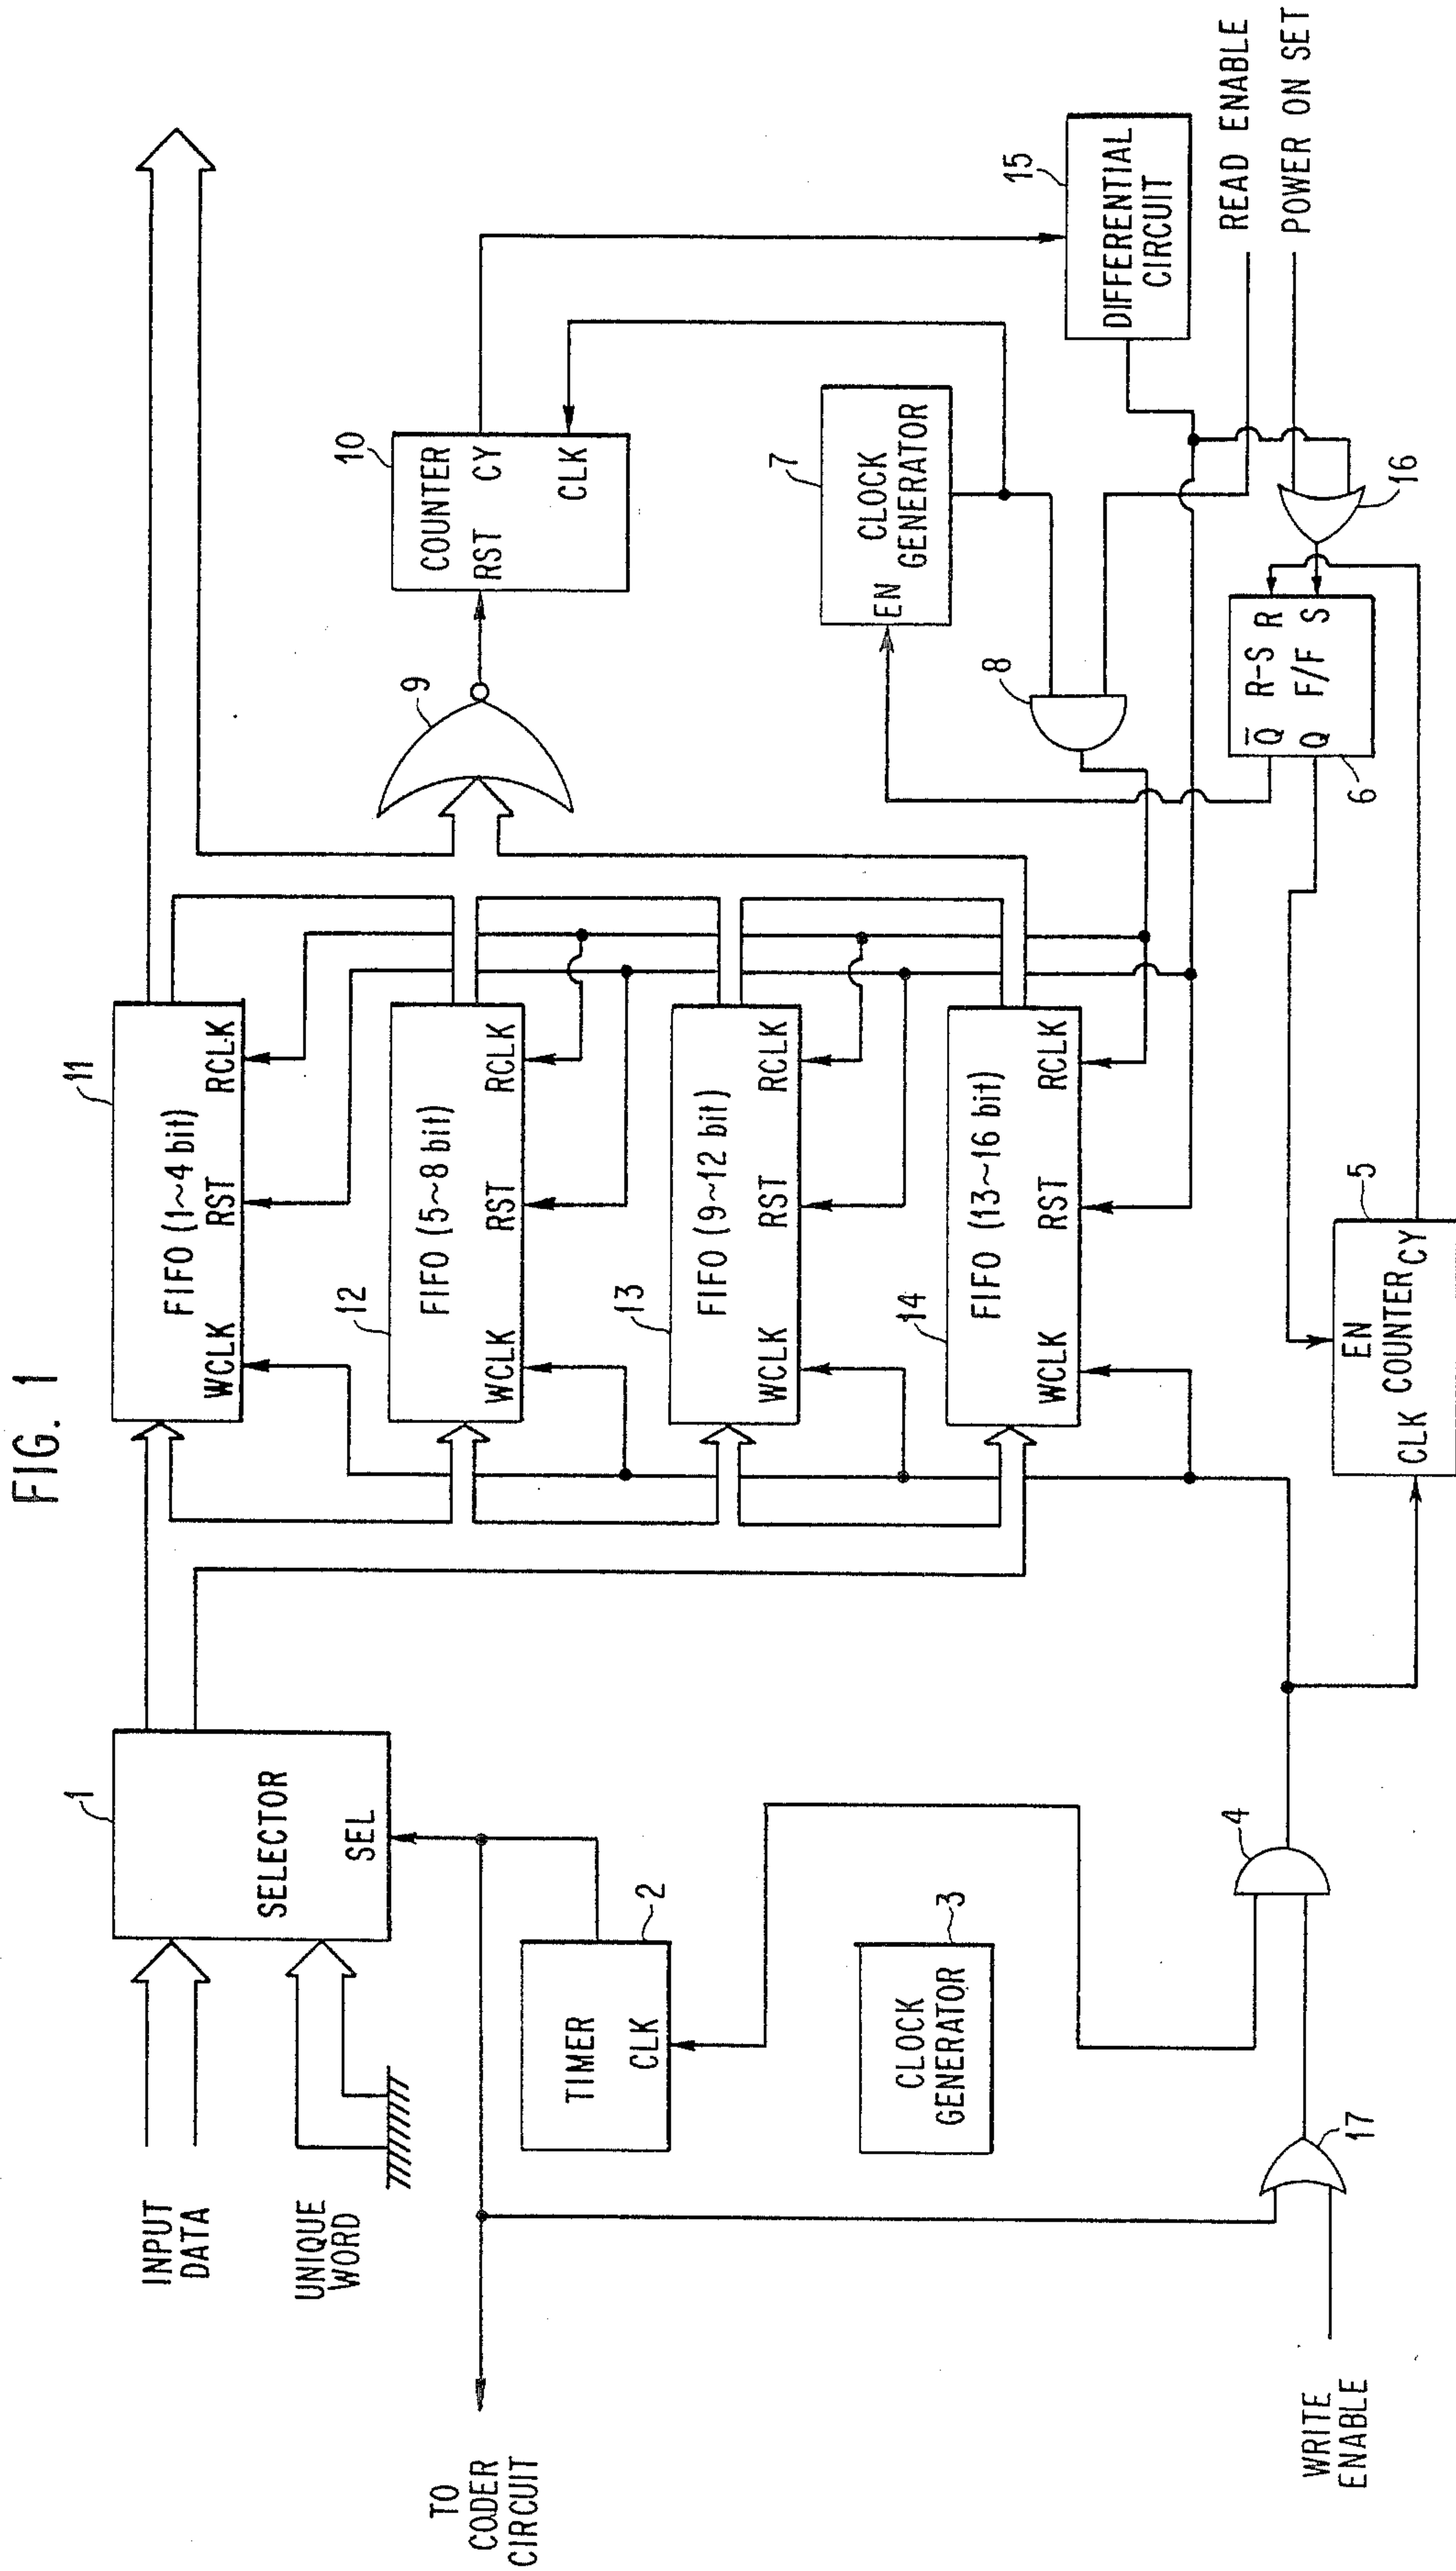 FIG. 1
INPUT
DATA
UNIQUE
WORD
TO
CODER
CIRCUIT
WRITE
ENABLE
1
SELECTOR
SEL
2
TIMER
CLK
3
CLOCK
GENERATOR
17
4
11
FIFO (1~4 bit)
WCLK RST RCLK
12
FIFO (5~8 bit)
WCLK RST RCLK
13
FIFO (9~12 bit)
WCLK RST RCLK
14
FIFO (13~16 bit)
WCLK RST RCLK
5
EN
CLK COUNTER CY
9
10
COUNTER
RST CY
CLK
7
CLOCK
GENERATOR
EN
8
6
Q̅ R-S R
Q F/F S
16
15
DIFFERENTIAL
CIRCUIT
READ ENABLE
POWER ON SET